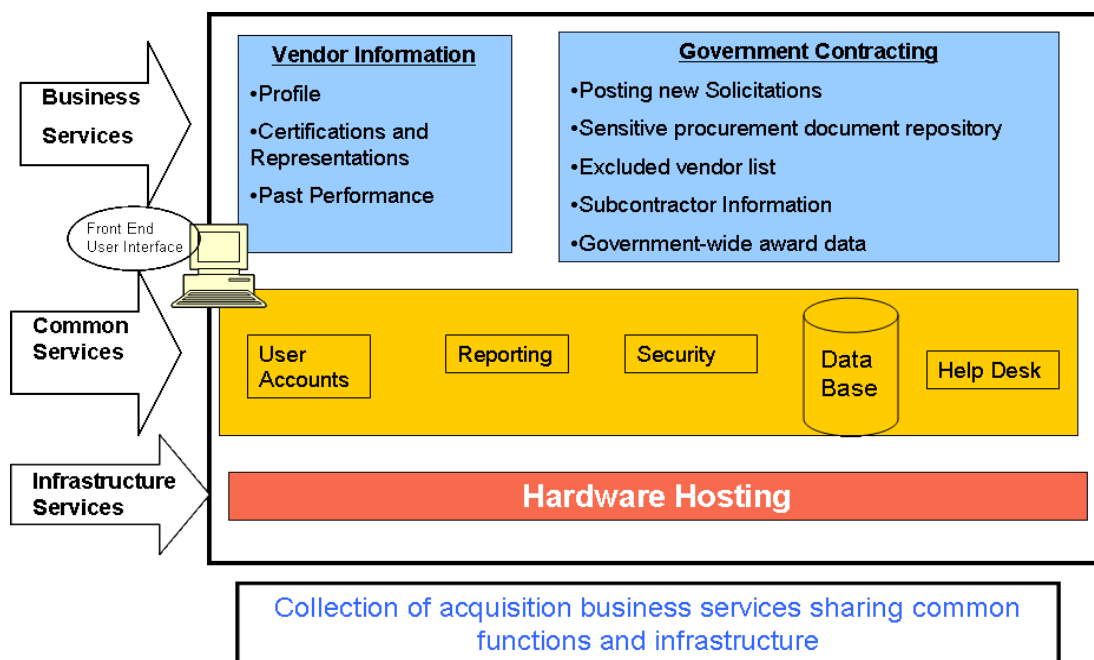 Business
Services
Vendor Information
•Profile
•Certifications and
Representations
•Past Performance
Government Contracting
•Posting new Solicitations
•Sensitive procurement document repository
•Excluded vendor list
•Subcontractor Information
•Government-wide award data
Front End
User Interface
Common
Services
User
Accounts
Reporting
Security
Data
Base
Help Desk
Infrastructure
Services
Hardware Hosting
Collection of acquisition business services sharing common
functions and infrastructure